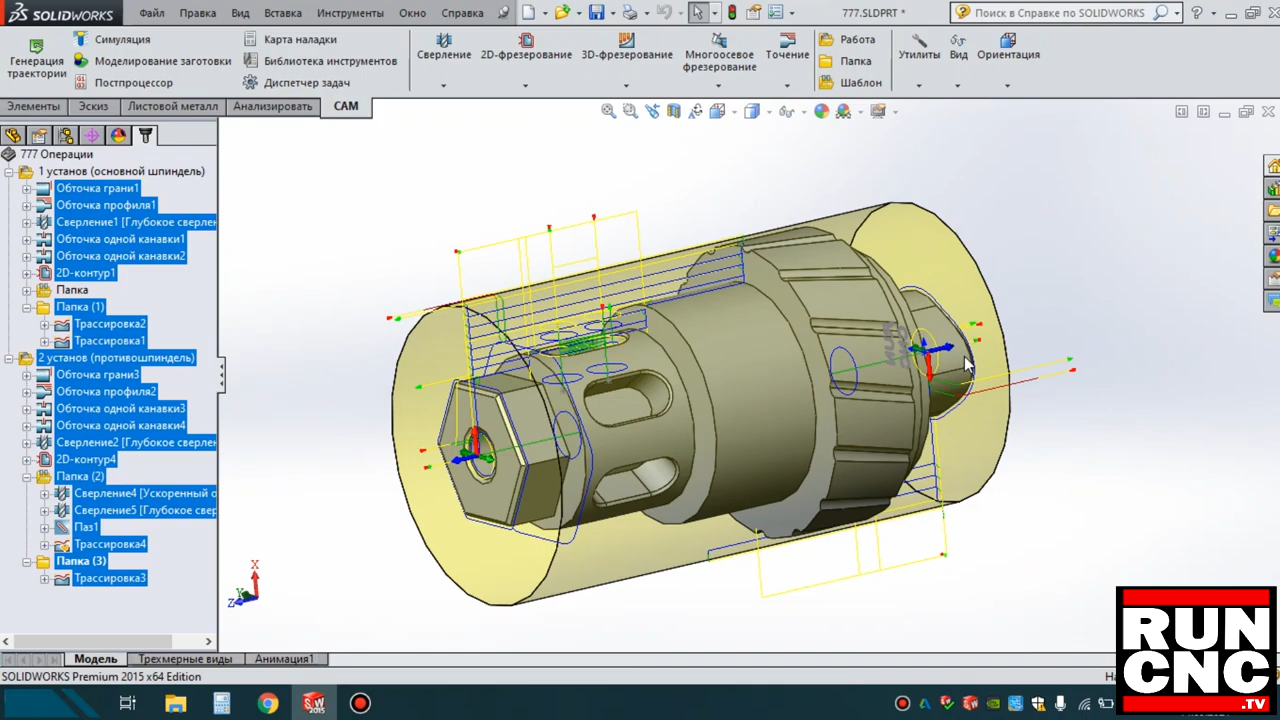 SOLIDWORKS
Файл Правка Вид Вставка Инструменты Окно Справка
777.SLDPRT *
Поиск в Справке по SOLIDWORKS
Генерация траектории
Симуляция
Моделирование заготовки
Постпроцессор
Карта наладки
Библиотека инструментов
Диспетчер задач
Сверление
2D-фрезерование
3D-фрезерование
Многоосевое фрезерование
Точение
Работа
Папка
Шаблон
Утилиты
Вид
Ориентация
Элементы Эскиз Листовой металл Анализировать CAM
777 Операции
1 установ (основной шпиндель)
Обточка грани1
Обточка профиля1
Сверление1 [Глубокое сверлен
Обточка одной канавки1
Обточка одной канавки2
2D-контур1
Папка
Папка (1)
Трассировка2
Трассировка1
2 установ (противошпиндель)
Обточка грани3
Обточка профиля2
Обточка одной канавки3
Обточка одной канавки4
Сверление2 [Глубокое сверлен
2D-контур4
Папка (2)
Сверление4 [Ускоренный о
Сверление5 [Глубокое свер
Паз1
Трассировка4
Папка (3)
Трассировка3
X
Y
Z
Модель Трехмерные виды Анимация1
SOLIDWORKS Premium 2015 x64 Edition
RUN
CNC
.TV